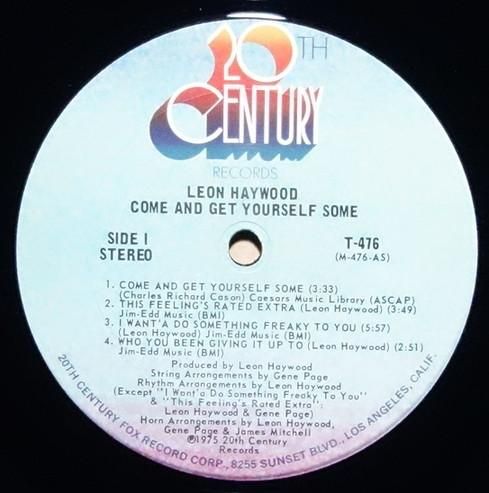 20TH
CENTURY
RECORDS
LEON HAYWOOD
COME AND GET YOURSELF SOME
SIDE I
STEREO
T-476
(M-476-AS)
1. COME AND GET YOURSELF SOME (3:33)
(Charles Richard Cason) Caesars Music Library (ASCAP)
2. THIS FEELING'S RATED EXTRA (Leon Haywood) (3:49)
Jim-Edd Music (BMI)
3. I WANT'A DO SOMETHING FREAKY TO YOU (5:57)
(Leon Haywood) Jim-Edd Music (BMI)
4. WHO YOU BEEN GIVING IT UP TO (Leon Haywood) (2:51)
Jim-Edd Music (BMI)
Produced by Leon Haywood
String Arrangements by Gene Page
Rhythm Arrangements by Leon Haywood
(Except "I Want'a Do Something Freaky To You"
& "This Feeling's Rated Extra":
Leon Haywood & Gene Page)
Horn Arrangements by Leon Haywood,
Gene Page & James Mitchell
℗1975 20th Century
Records
20TH CENTURY FOX RECORD CORP., 8255 SUNSET BLVD., LOS ANGELES, CALIF.